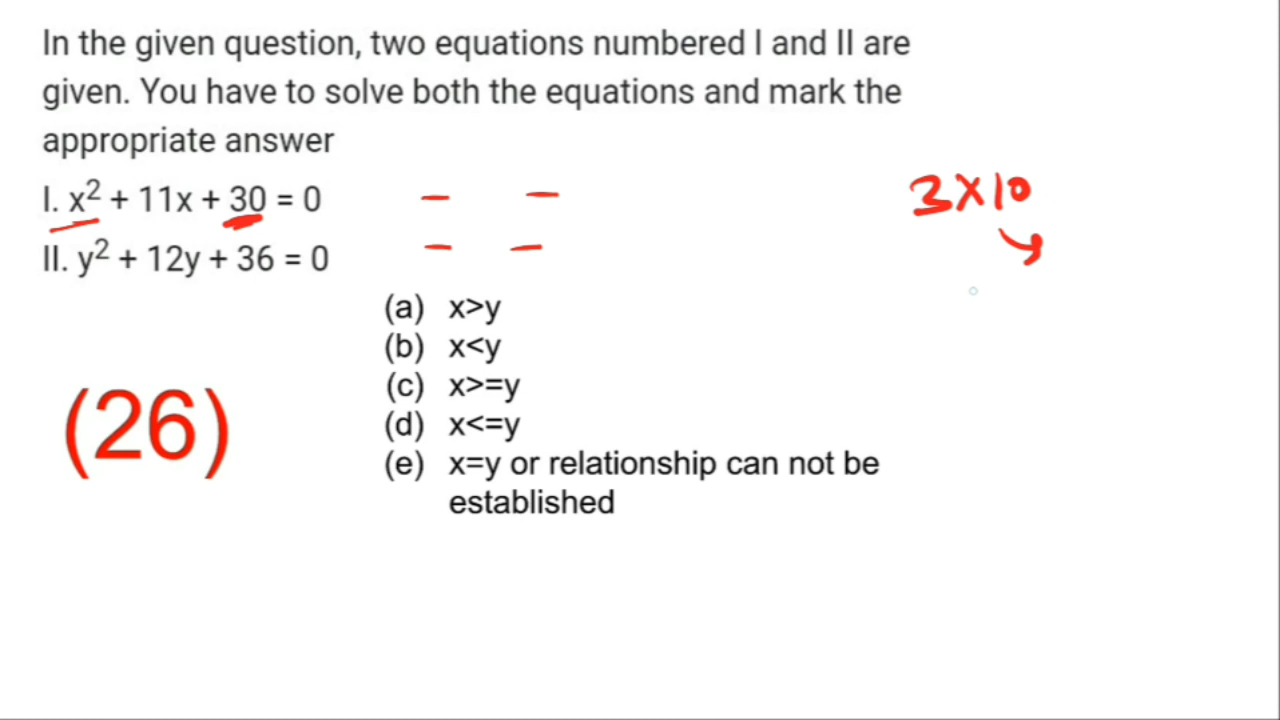 In the given question, two equations numbered I and II are
given. You have to solve both the equations and mark the
appropriate answer
I. x² + 11x + 30 = 0
II. y² + 12y + 36 = 0
3×10
(a) x>y
(b) x<y
(c) x>=y
(d) x<=y
(e) x=y or relationship can not be
established
(26)